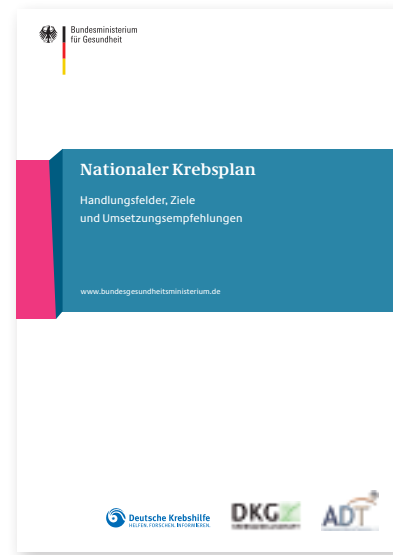 Bundesministerium
für Gesundheit
Nationaler Krebsplan
Handlungsfelder, Ziele
und Umsetzungsempfehlungen
www.bundesgesundheitsministerium.de
Deutsche Krebshilfe
HELFEN. FORSCHEN. INFORMIEREN.
DKG
ADT